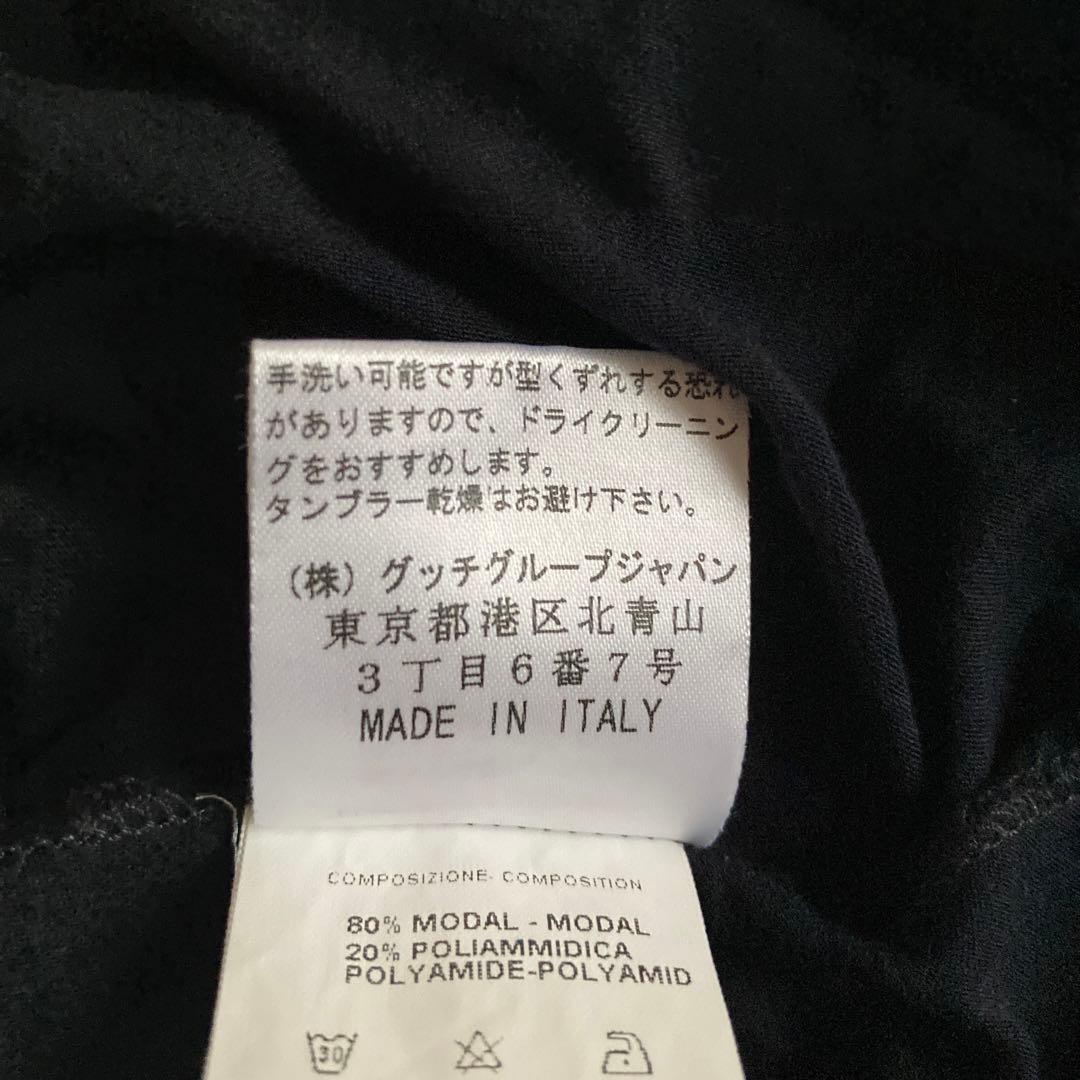 手洗い可能ですが型くずれする恐れ
がありますので、ドライクリーニン
グをおすすめします。
タンブラー乾燥はお避け下さい。
(株) グッチグループジャパン
東京都港区北青山
3丁目6番7号
MADE IN ITALY
COMPOSIZIONE- COMPOSITION
80% MODAL - MODAL
20% POLIAMMIDICA
POLYAMIDE-POLYAMID
30